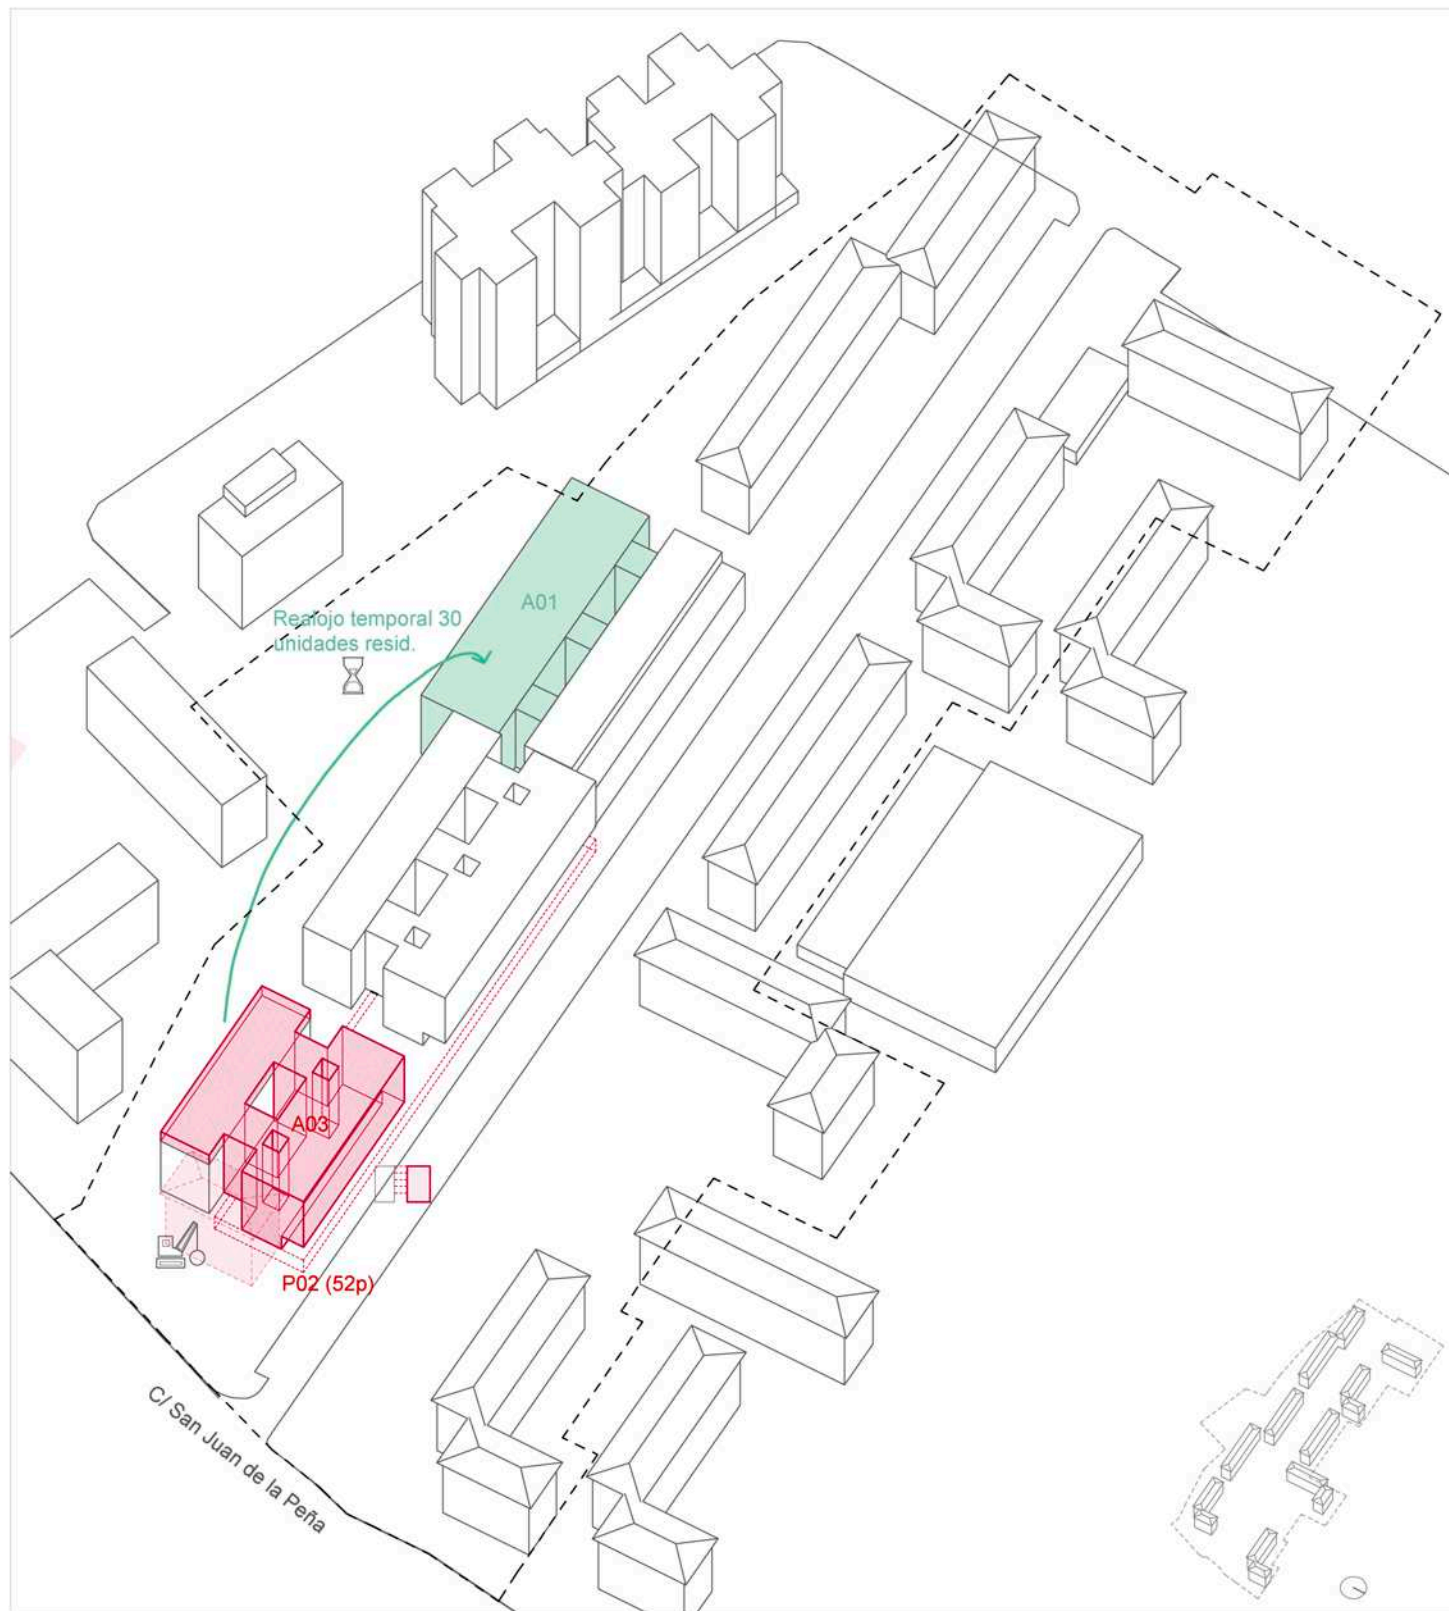 A01
Realojo temporal 30
unidades resid.
A03
P02 (52p)
C/ San Juan de la Peña